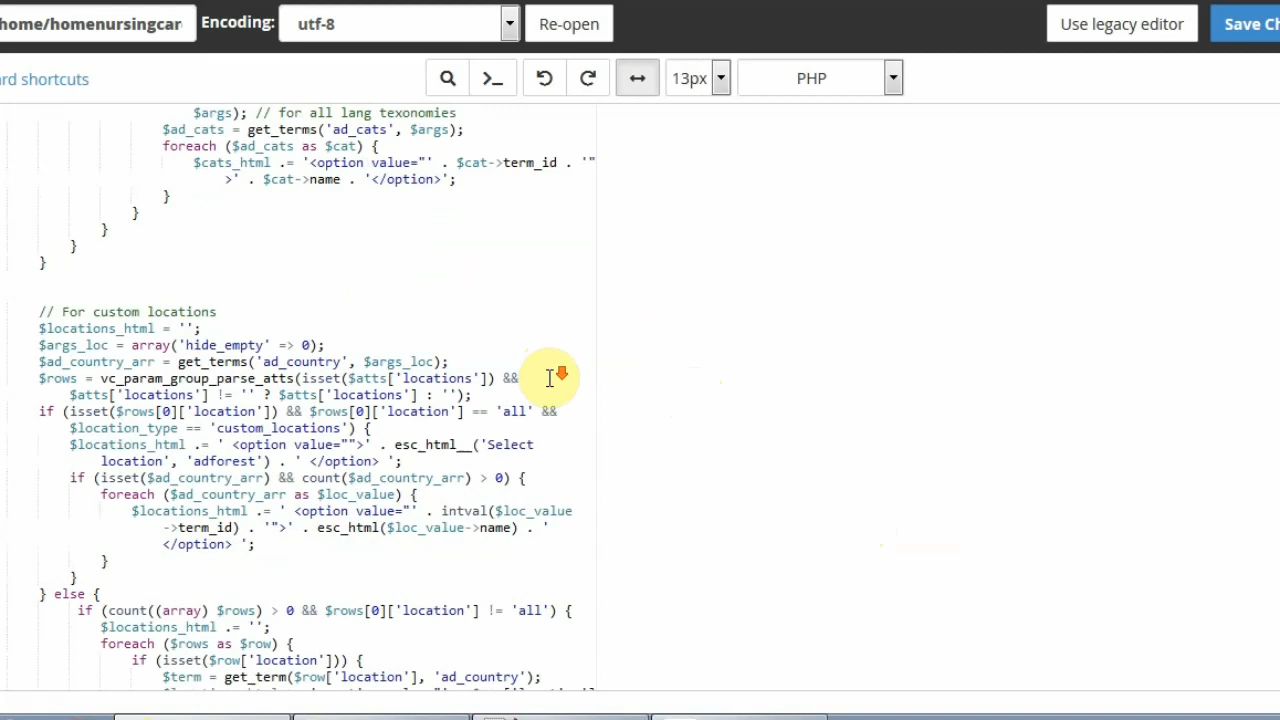 home/homenursingcar Encoding: utf-8 Re-open Use legacy editor Save Ch
rd shortcuts 13px PHP
$args); // for all lang texonomies
$ad_cats = get_terms('ad_cats', $args);
foreach ($ad_cats as $cat) {
$cats_html .= '<option value="' . $cat->term_id . '"
>' . $cat->name . '</option>';
}
}
}
}
}
// For custom locations
$locations_html = '';
$args_loc = array('hide_empty' => 0);
$ad_country_arr = get_terms('ad_country', $args_loc);
$rows = vc_param_group_parse_atts(isset($atts['locations']) &&
$atts['locations'] != '' ? $atts['locations'] : '');
if (isset($rows[0]['location']) && $rows[0]['location'] == 'all' &&
$location_type == 'custom_locations') {
$locations_html .= ' <option value="">' . esc_html__('Select
location', 'adforest') . ' </option> ';
if (isset($ad_country_arr) && count($ad_country_arr) > 0) {
foreach ($ad_country_arr as $loc_value) {
$locations_html .= ' <option value="' . intval($loc_value
->term_id) . '">' . esc_html($loc_value->name) . '
</option> ';
}
}
} else {
if (count((array) $rows) > 0 && $rows[0]['location'] != 'all') {
$locations_html .= '';
foreach ($rows as $row) {
if (isset($row['location'])) {
$term = get_term($row['location'], 'ad_country');